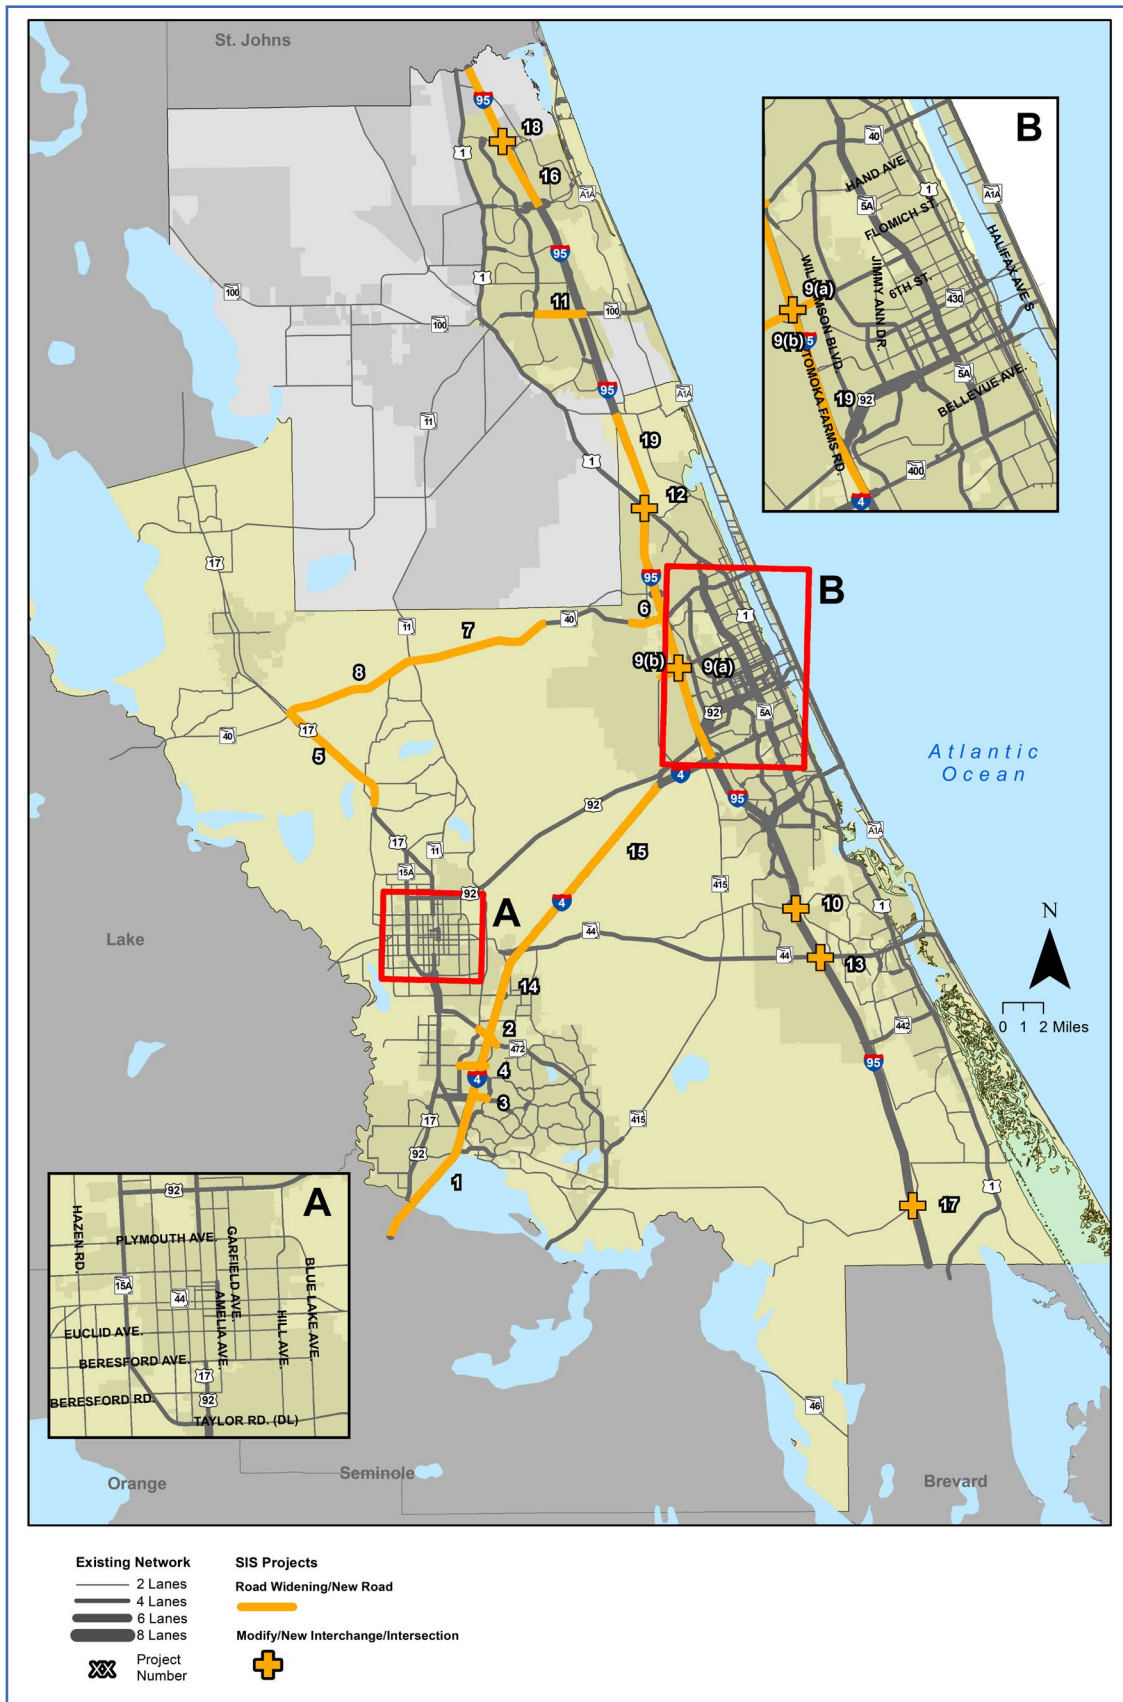 St. Johns
95
18
1
16
A1A
95
1
100
11
100
100
95
A1A
11
19
1
12
17
95
B
6
1
11
7
40
9(b)
9(a)
8
92
5A
17
40
5
4
95
92
Atlantic
Ocean
17
11
15
A1A
15A
92
415
4
A
10
1
N
Lake
44
44
13
14
0 1 2 Miles
2
442
472
4
4
95
3
17
415
92
1
1
17
46
Orange
Seminole
Brevard
B
40
HAND AVE.
1
A1A
5A
FLOMICH ST.
HALIFAX AVE S
WILLIAMSON BLVD.
JIMMY ANN DR.
6TH ST.
9(a)
430
9(b)
5
TOMOKA FARMS RD.
5A
19
92
BELLEVUE AVE.
400
4
A
92
HAZEN RD.
PLYMOUTH AVE.
GARFIELD AVE.
BLUE LAKE AVE.
15A
44
AMELIA AVE.
HILL AVE.
EUCLID AVE.
BERESFORD AVE.
17
BERESFORD RD.
92
TAYLOR RD. (DL)
Existing Network
2 Lanes
4 Lanes
6 Lanes
8 Lanes
XX Project
Number
SIS Projects
Road Widening/New Road
Modify/New Interchange/Intersection